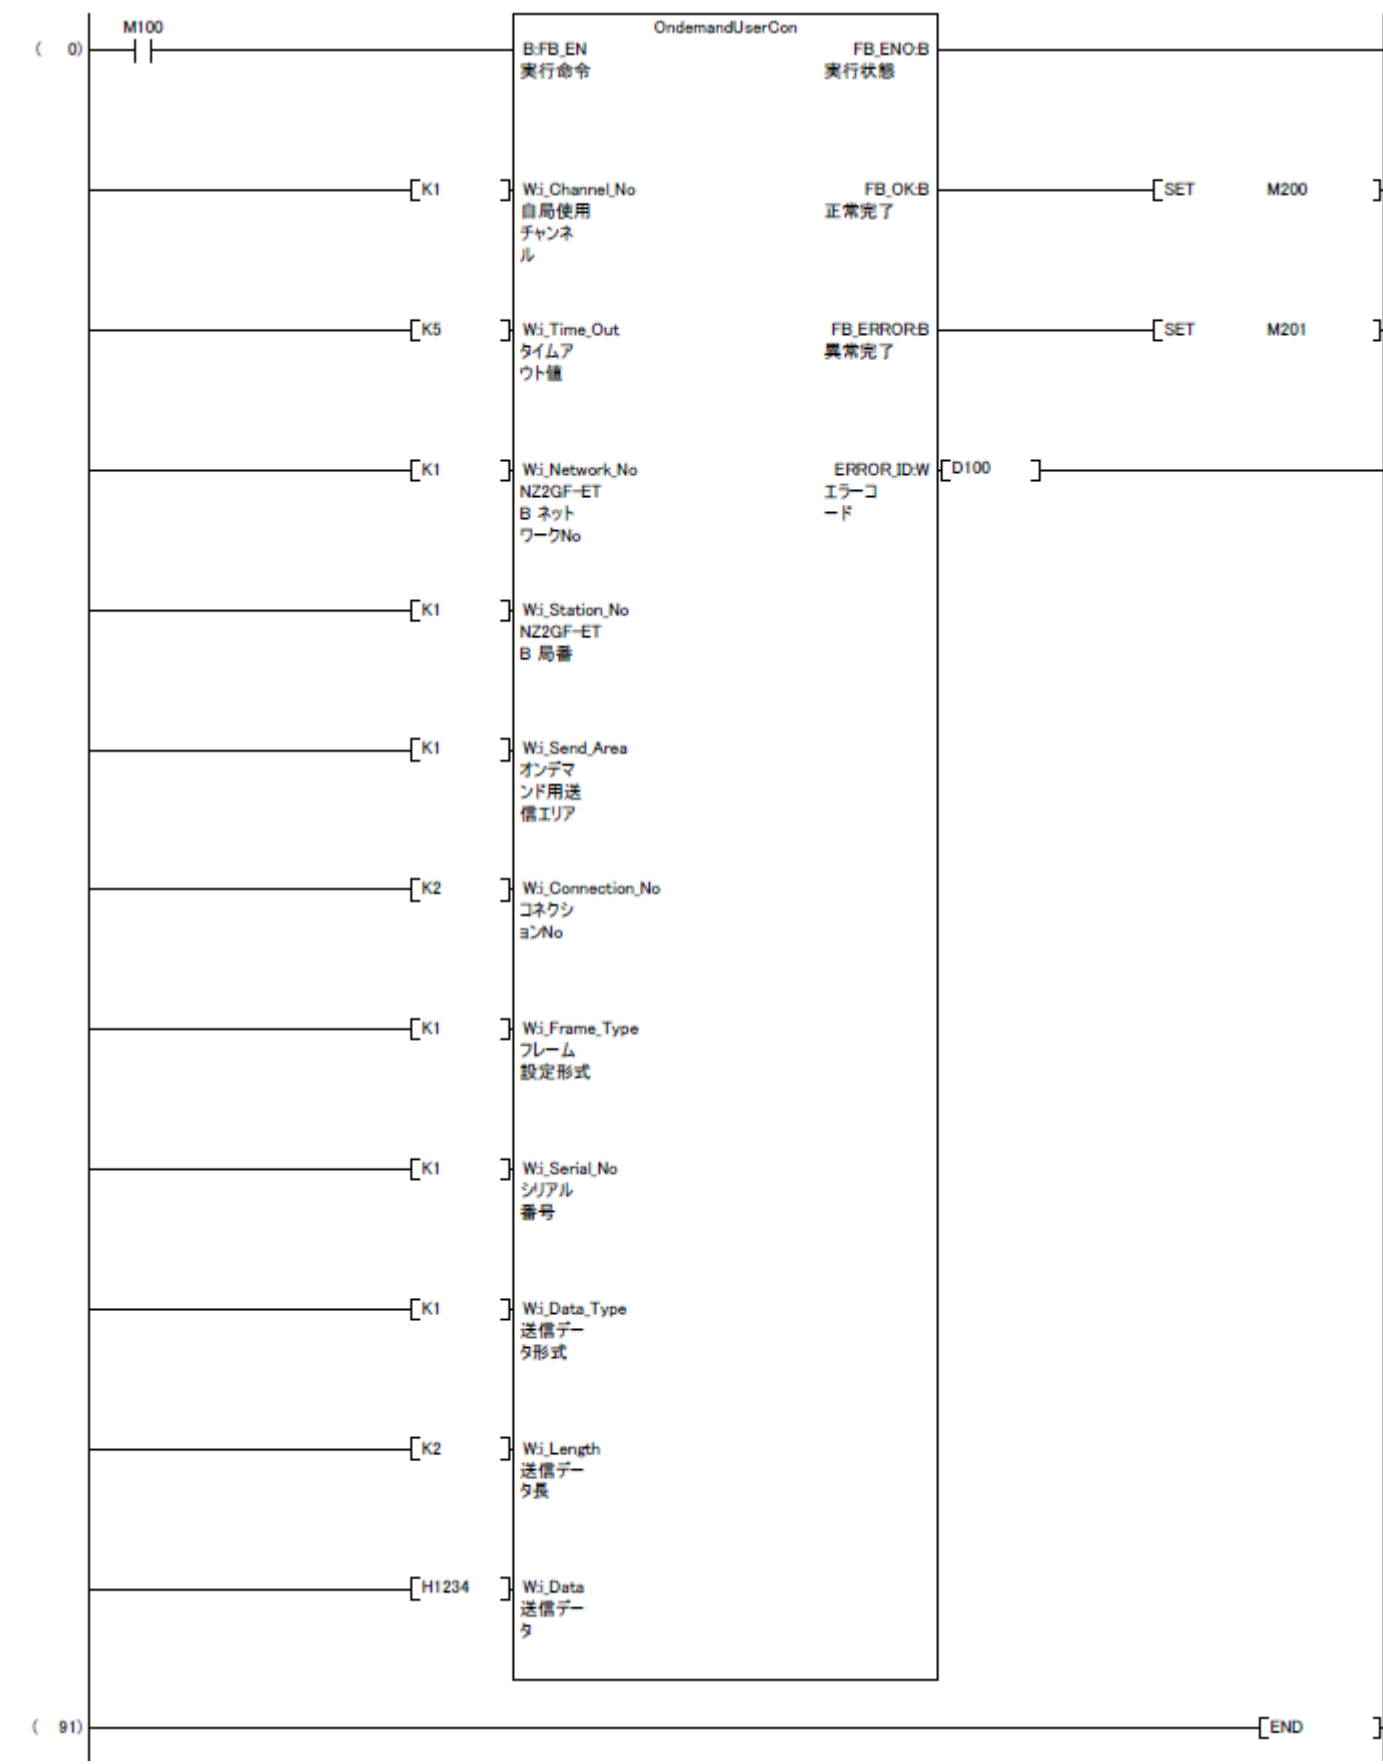 M100
OndemandUserCon
( 0)
B:FB_EN
FB_ENO:B
実行命令
実行状態
K1
W:i_Channel_No
FB_OK:B
SET M200
自局使用
正常完了
チャンネ
ル
K5
W:i_Time_Out
FB_ERROR:B
SET M201
タイムア
異常完了
ウト値
K1
W:i_Network_No
ERROR_ID:W
D100
NZ2GF-ET
エラーコ
B ネット
ード
ワークNo
K1
W:i_Station_No
NZ2GF-ET
B 局番
K1
W:i_Send_Area
オンデマ
ンド用送
信エリア
K2
W:i_Connection_No
コネクシ
ョンNo
K1
W:i_Frame_Type
フレーム
設定形式
K1
W:i_Serial_No
シリアル
番号
K1
W:i_Data_Type
送信デー
タ形式
K2
W:i_Length
送信デー
タ長
H1234
W:i_Data
送信デー
タ
( 91)
END